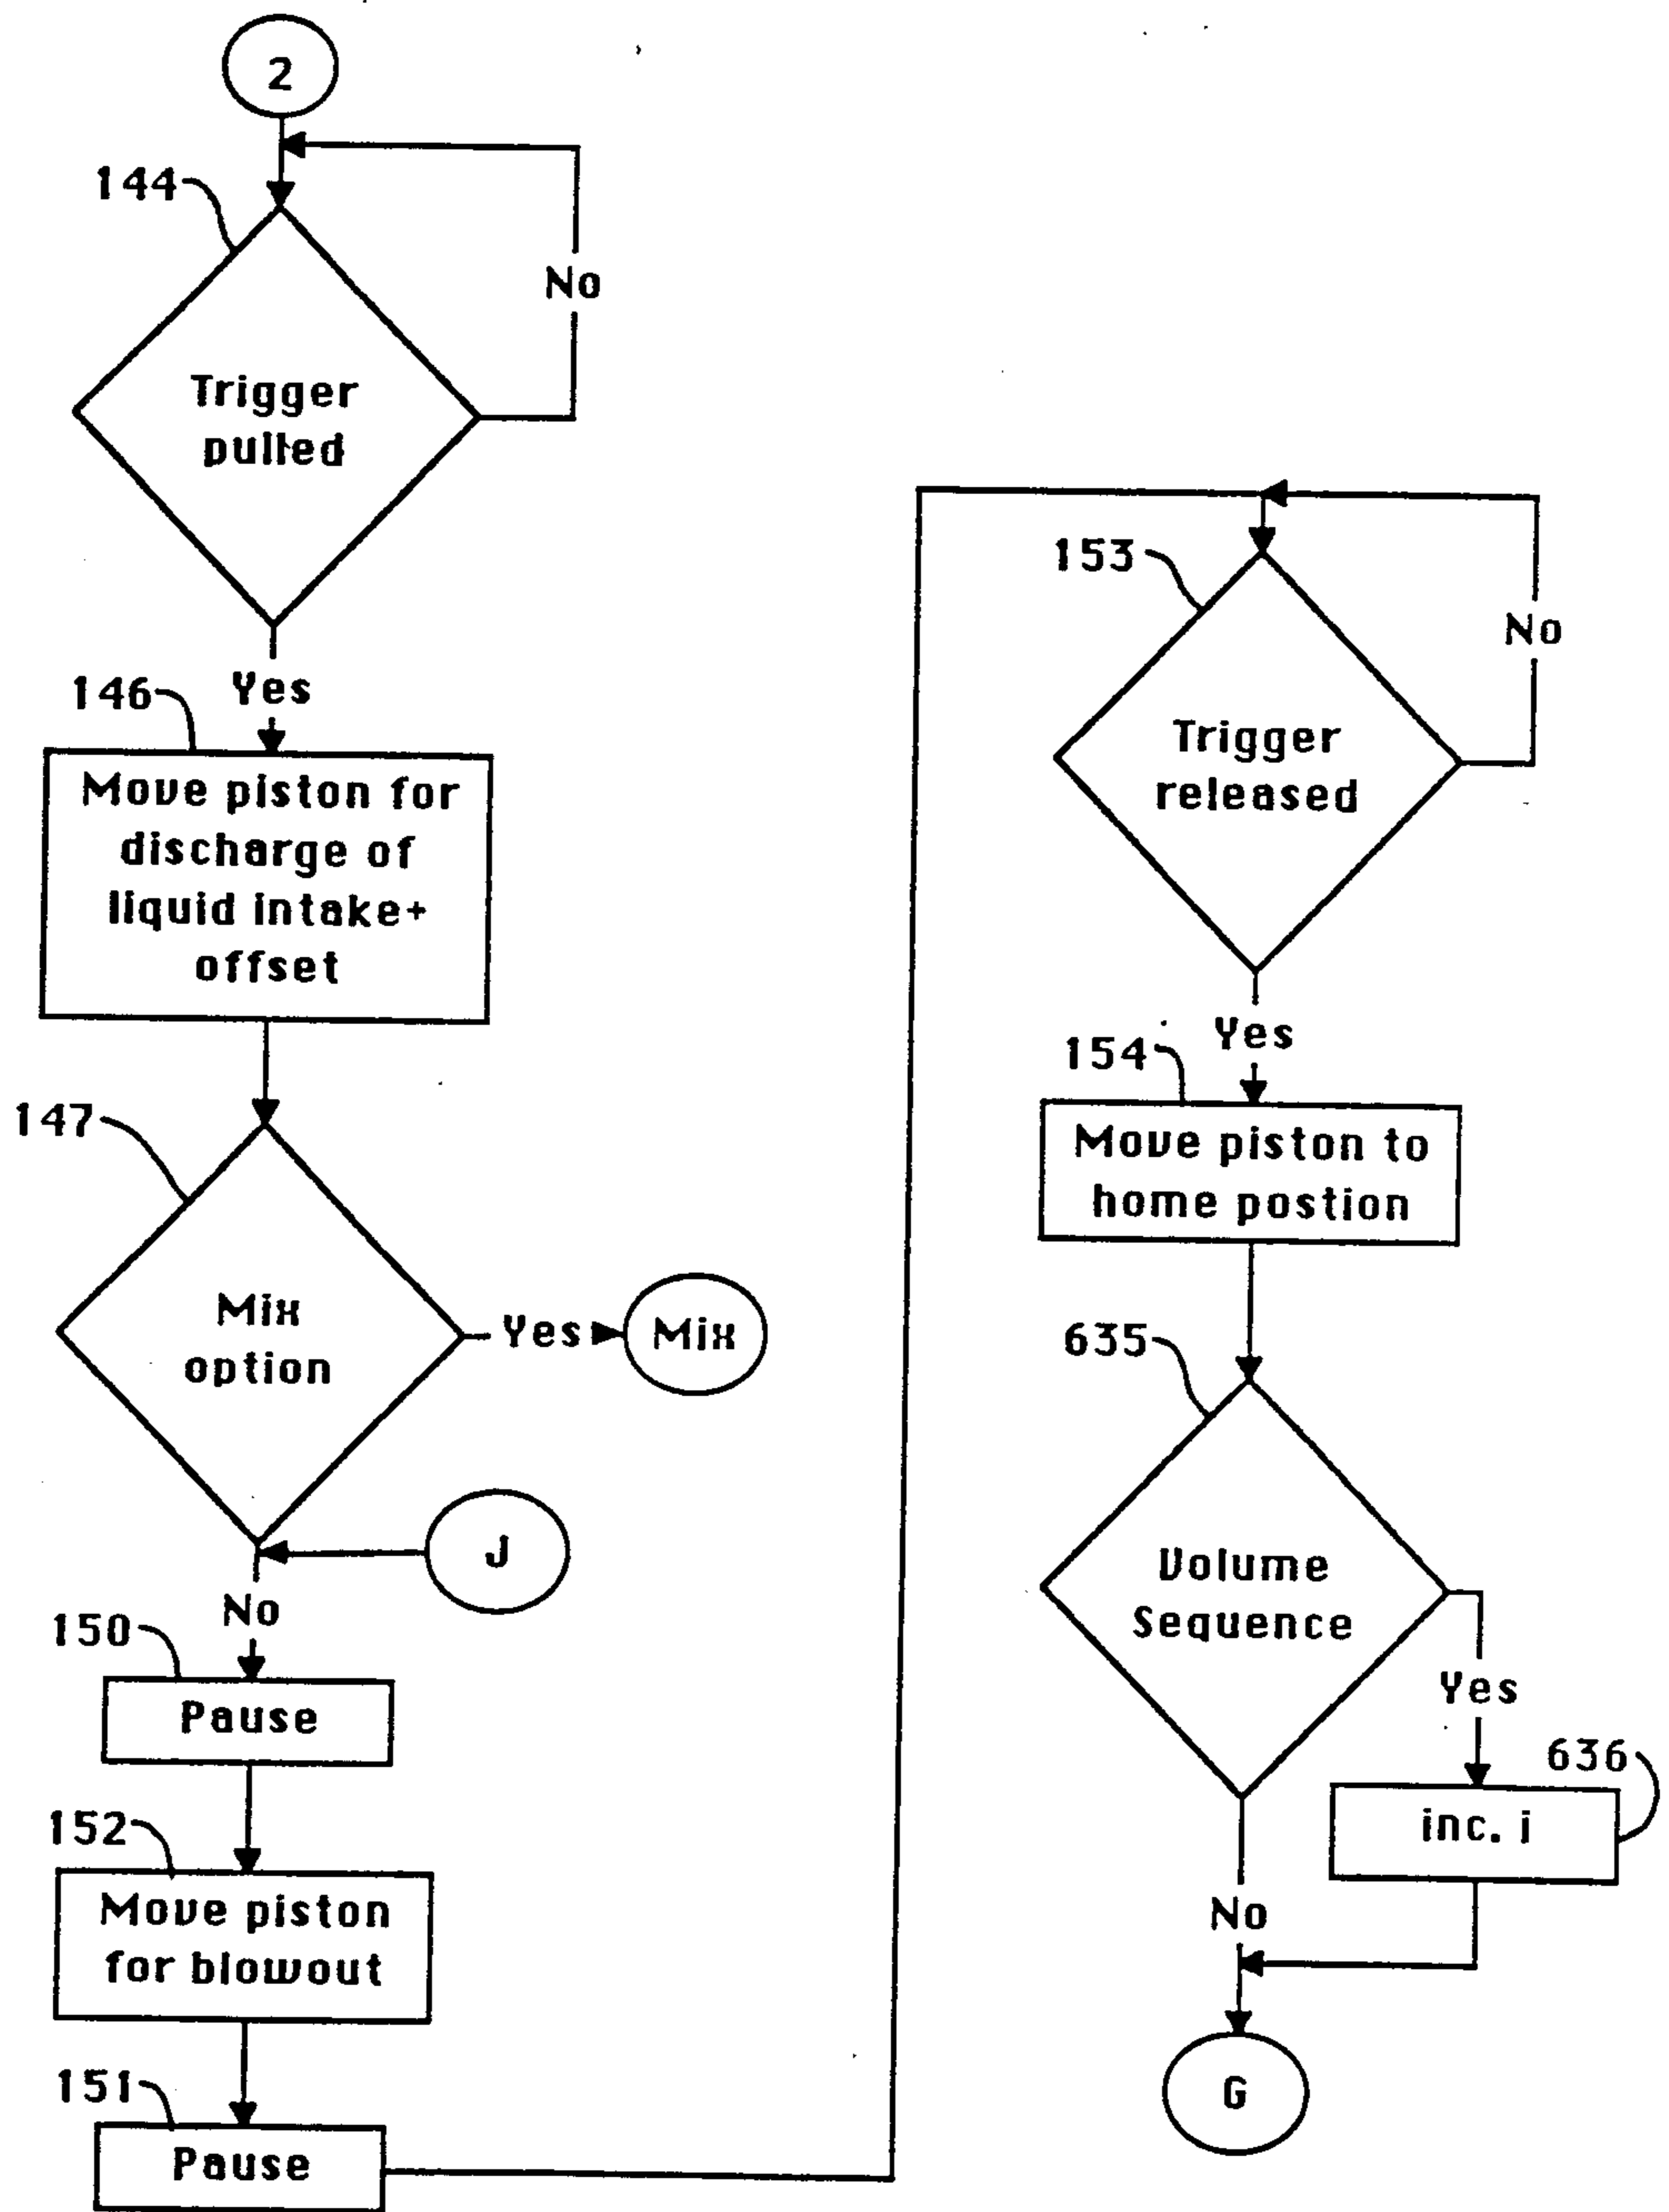 2
144
No
Trigger
pulled
Yes
146
Move piston for
discharge of
liquid intake+
offset
147
Mix
option
Yes
Mix
J
No
150
Pause
152
Move piston
for blowout
151
Pause
153
No
Trigger
released
Yes
154
Move piston to
home postion
635
Volume
Sequence
Yes
636
inc. i
No
G